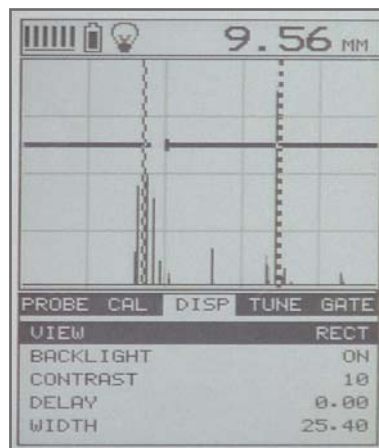 9.56 MM
PROBE CAL DISP TUNE GATE
VIEW RECT
BACKLIGHT ON
CONTRAST 10
DELAY 0.00
WIDTH 25.40